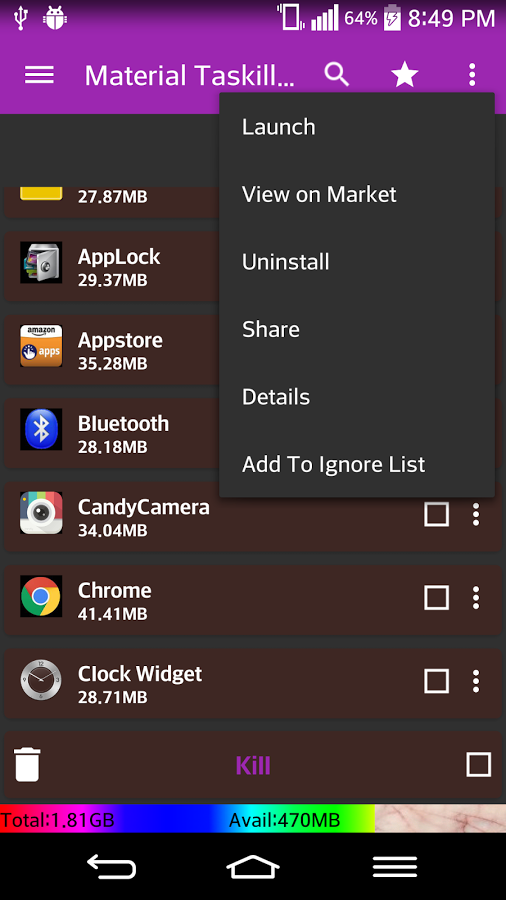 64% 8:49 PM
Material Taskill...
Launch
View on Market
Uninstall
Share
Details
Add To Ignore List
27.87MB
AppLock
29.37MB
amazon
apps
Appstore
35.28MB
Bluetooth
28.18MB
CandyCamera
34.04MB
Chrome
41.41MB
Clock Widget
28.71MB
Kill
Total:1.81GB Avail:470MB